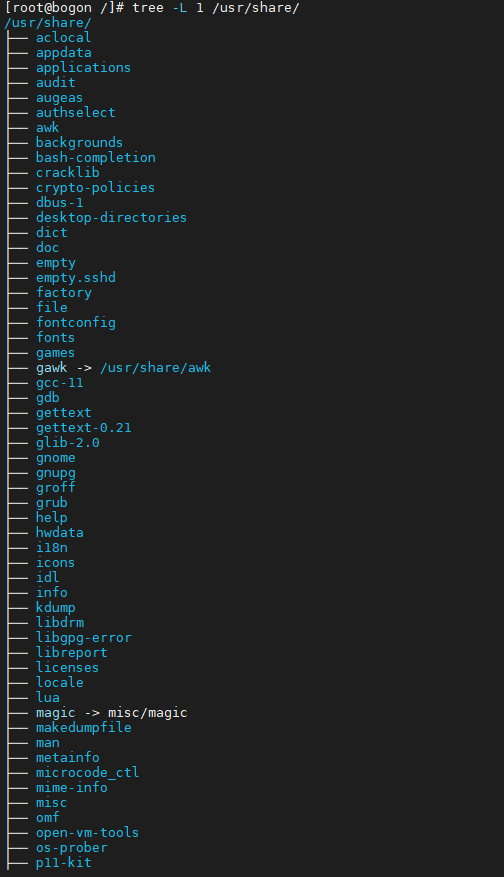 [root@bogon /]# tree -L 1 /usr/share/
/usr/share/
├── aclocal
├── appdata
├── applications
├── audit
├── augeas
├── authselect
├── awk
├── backgrounds
├── bash-completion
├── cracklib
├── crypto-policies
├── dbus-1
├── desktop-directories
├── dict
├── doc
├── empty
├── empty.sshd
├── factory
├── file
├── fontconfig
├── fonts
├── games
├── gawk -> /usr/share/awk
├── gcc-11
├── gdb
├── gettext
├── gettext-0.21
├── glib-2.0
├── gnome
├── gnupg
├── groff
├── grub
├── help
├── hwdata
├── i18n
├── icons
├── idl
├── info
├── kdump
├── libdrm
├── libgpg-error
├── libreport
├── licenses
├── locale
├── lua
├── magic -> misc/magic
├── makedumpfile
├── man
├── metainfo
├── microcode_ctl
├── mime-info
├── misc
├── omf
├── open-vm-tools
├── os-prober
├── p11-kit